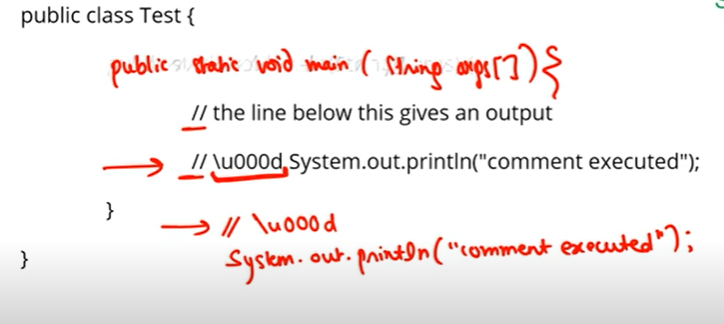 public class Test {
public static void main ( String args[] ) {
// the line below this gives an output
// \u000d System.out.println("comment executed");
}
// \u000d
System.out.println("comment executed");
}